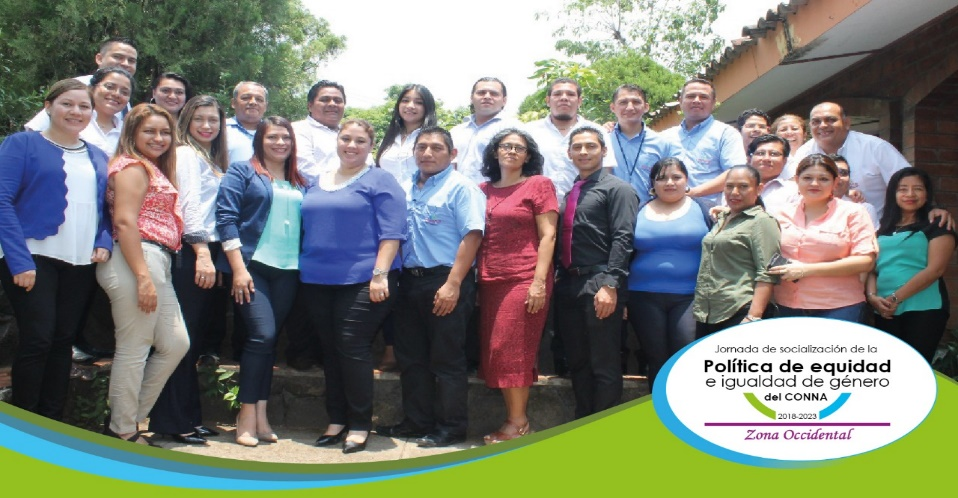 Jornada de socialización de la
Política de equidad
e igualdad de género
del CONNA
2018-2023
Zona Occidental